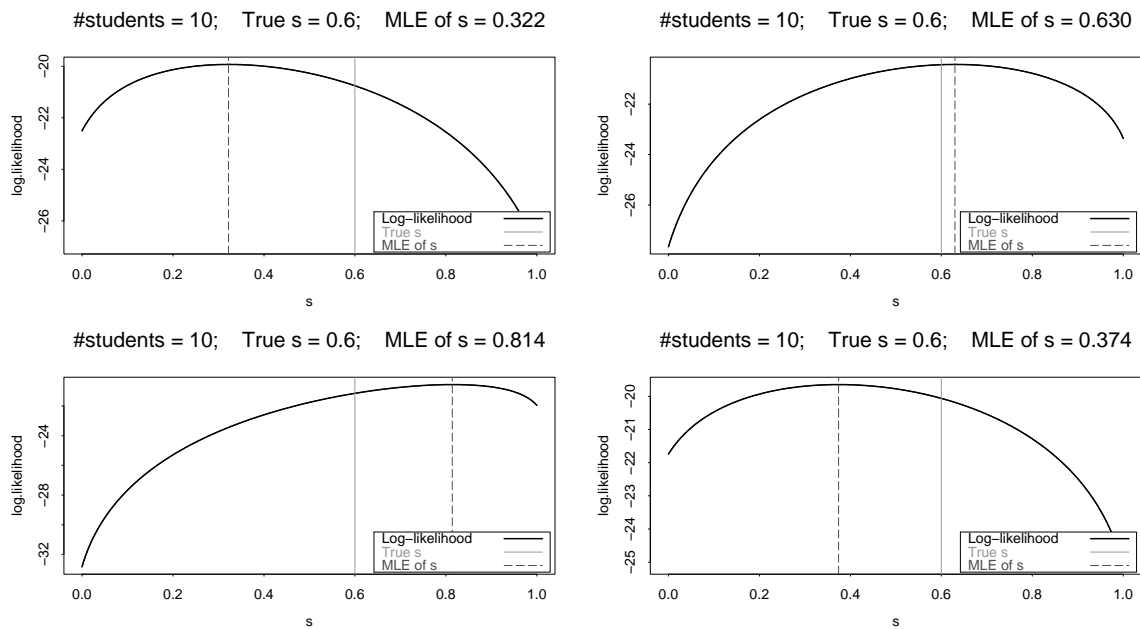 #students = 10; True s = 0.6; MLE of s = 0.322
log.likelihood
−20
−22
−24
−26
0.0 0.2 0.4 0.6 0.8 1.0
s
Log−likelihood
True s
MLE of s
#students = 10; True s = 0.6; MLE of s = 0.630
log.likelihood
−22
−24
−26
0.0 0.2 0.4 0.6 0.8 1.0
s
Log−likelihood
True s
MLE of s
#students = 10; True s = 0.6; MLE of s = 0.814
log.likelihood
−24
−28
−32
0.0 0.2 0.4 0.6 0.8 1.0
s
Log−likelihood
True s
MLE of s
#students = 10; True s = 0.6; MLE of s = 0.374
log.likelihood
−20
−21
−22
−23
−24
−25
0.0 0.2 0.4 0.6 0.8 1.0
s
Log−likelihood
True s
MLE of s